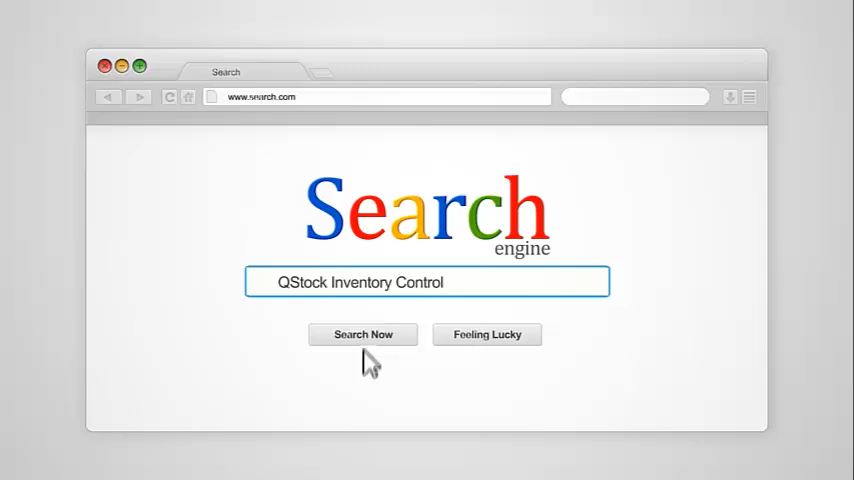 Search
www.search.com
Search
engine
QStock Inventory Control
Search Now
Feeling Lucky